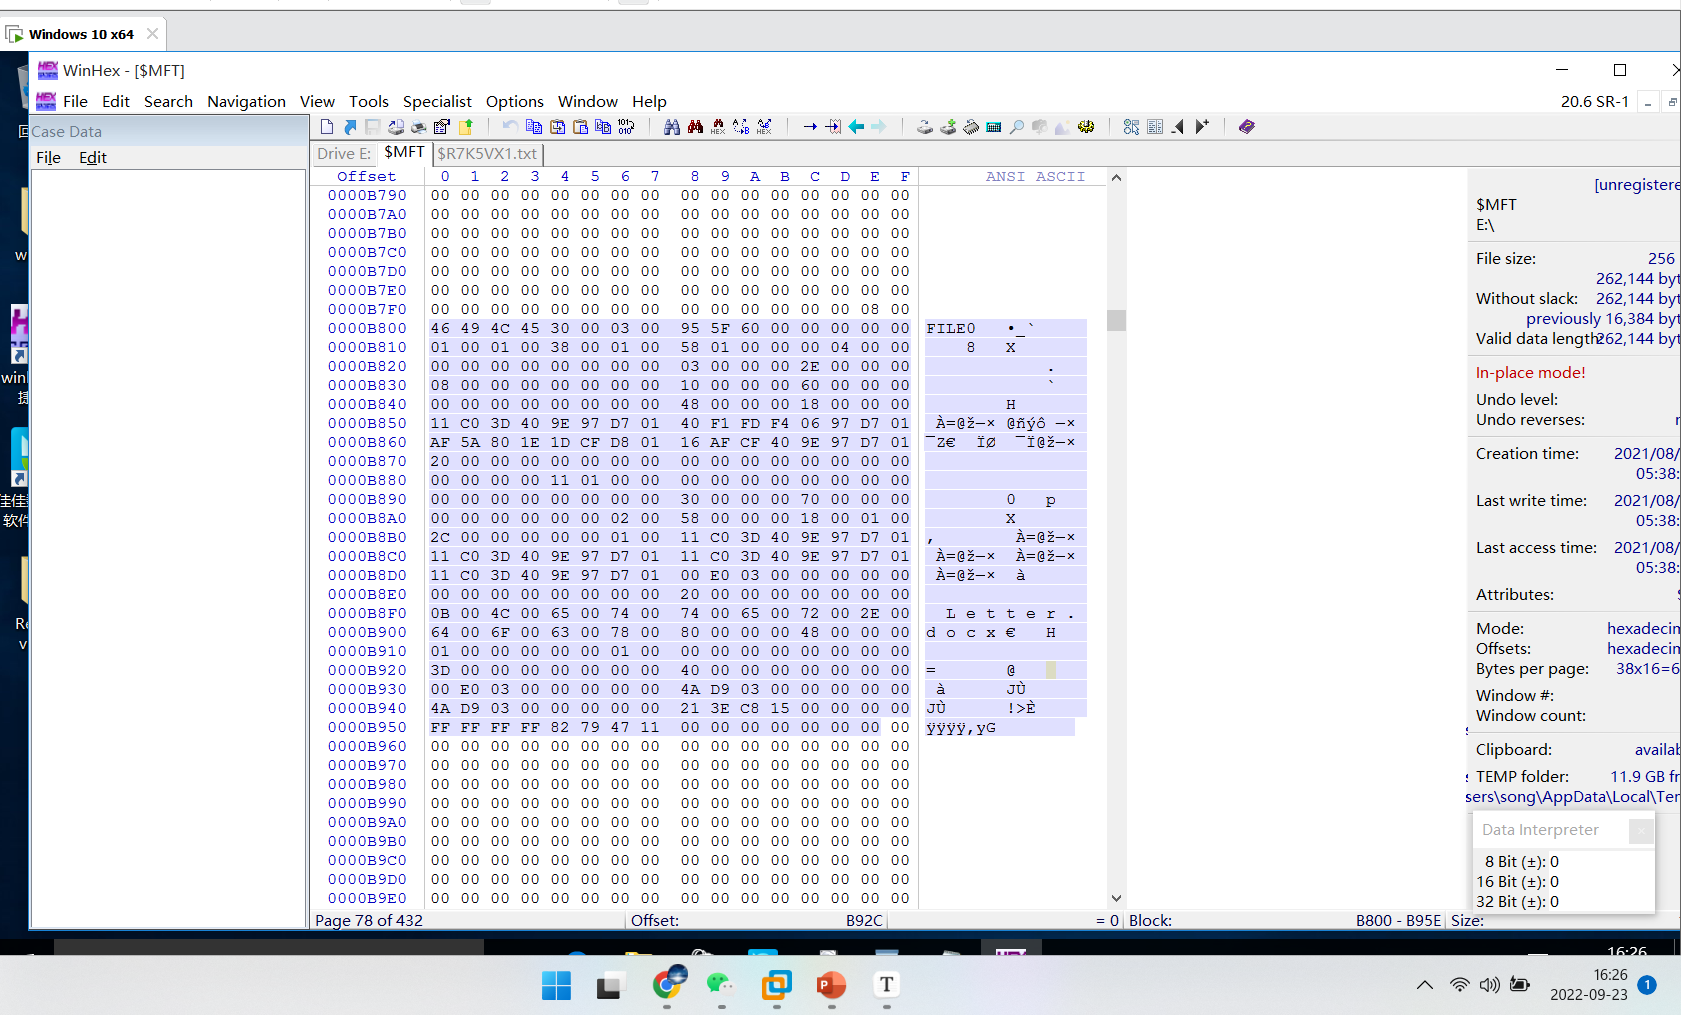 Windows 10 x64
WinHex - [$MFT]
File Edit Search Navigation View Tools Specialist Options Window Help
20.6 SR-1
Case Data
File Edit
Drive E: $MFT $R7K5VX1.txt
Offset 0 1 2 3 4 5 6 7 8 9 A B C D E F ANSI ASCII
0000B790 00 00 00 00 00 00 00 00 00 00 00 00 00 00 00 00
0000B7A0 00 00 00 00 00 00 00 00 00 00 00 00 00 00 00 00
0000B7B0 00 00 00 00 00 00 00 00 00 00 00 00 00 00 00 00
0000B7C0 00 00 00 00 00 00 00 00 00 00 00 00 00 00 00 00
0000B7D0 00 00 00 00 00 00 00 00 00 00 00 00 00 00 00 00
0000B7E0 00 00 00 00 00 00 00 00 00 00 00 00 00 00 00 00
0000B7F0 00 00 00 00 00 00 00 00 00 00 00 00 00 00 08 00
0000B800 46 49 4C 45 30 00 03 00 95 5F 60 00 00 00 00 00 FILE0 •_`
0000B810 01 00 01 00 38 00 01 00 58 01 00 00 00 04 00 00 8 X
0000B820 00 00 00 00 00 00 00 00 03 00 00 00 2E 00 00 00 .
0000B830 08 00 00 00 00 00 00 00 10 00 00 00 60 00 00 00 `
0000B840 00 00 00 00 00 00 00 00 48 00 00 00 18 00 00 00 H
0000B850 11 C0 3D 40 9E 97 D7 01 40 F1 FD F4 06 97 D7 01 À=@ž—× @ñýô —×
0000B860 AF 5A 80 1E 1D CF D8 01 16 AF CF 40 9E 97 D7 01 ¯Z€ ÏØ ¯Ï@ž—×
0000B870 20 00 00 00 00 00 00 00 00 00 00 00 00 00 00 00
0000B880 00 00 00 00 11 01 00 00 00 00 00 00 00 00 00 00
0000B890 00 00 00 00 00 00 00 00 30 00 00 00 70 00 00 00 0 p
0000B8A0 00 00 00 00 00 00 02 00 58 00 00 00 18 00 01 00 X
0000B8B0 2C 00 00 00 00 00 01 00 11 C0 3D 40 9E 97 D7 01 , À=@ž—×
0000B8C0 11 C0 3D 40 9E 97 D7 01 11 C0 3D 40 9E 97 D7 01 À=@ž—× À=@ž—×
0000B8D0 11 C0 3D 40 9E 97 D7 01 00 E0 03 00 00 00 00 00 À=@ž—× à
0000B8E0 00 00 00 00 00 00 00 00 20 00 00 00 00 00 00 00
0000B8F0 0B 00 4C 00 65 00 74 00 74 00 65 00 72 00 2E 00 L e t t e r .
0000B900 64 00 6F 00 63 00 78 00 80 00 00 00 48 00 00 00 d o c x € H
0000B910 01 00 00 00 00 00 01 00 00 00 00 00 00 00 00 00
0000B920 3D 00 00 00 00 00 00 00 40 00 00 00 00 00 00 00 = @
0000B930 00 E0 03 00 00 00 00 00 4A D9 03 00 00 00 00 00 à JÙ
0000B940 4A D9 03 00 00 00 00 00 21 3E C8 15 00 00 00 00 JÙ !>È
0000B950 FF FF FF FF 82 79 47 11 00 00 00 00 00 00 00 00 ÿÿÿÿ‚yG
0000B960 00 00 00 00 00 00 00 00 00 00 00 00 00 00 00 00
0000B970 00 00 00 00 00 00 00 00 00 00 00 00 00 00 00 00
0000B980 00 00 00 00 00 00 00 00 00 00 00 00 00 00 00 00
0000B990 00 00 00 00 00 00 00 00 00 00 00 00 00 00 00 00
0000B9A0 00 00 00 00 00 00 00 00 00 00 00 00 00 00 00 00
0000B9B0 00 00 00 00 00 00 00 00 00 00 00 00 00 00 00 00
0000B9C0 00 00 00 00 00 00 00 00 00 00 00 00 00 00 00 00
0000B9D0 00 00 00 00 00 00 00 00 00 00 00 00 00 00 00 00
0000B9E0 00 00 00 00 00 00 00 00 00 00 00 00 00 00 00 00
Page 78 of 432 Offset: B92C = 0 Block: B800 - B95E Size:
[unregistere
$MFT
E:\
File size: 256
262,144 byt
Without slack: 262,144 byt
previously 16,384 byt
Valid data length: 262,144 byt
In-place mode!
Undo level:
Undo reverses:
Creation time: 2021/08/
05:38:
Last write time: 2021/08/
05:38:
Last access time: 2021/08/
05:38:
Attributes:
Mode: hexadecin
Offsets: hexadecin
Bytes per page: 38x16=6
Window #:
Window count:
Clipboard: availab
TEMP folder: 11.9 GB fr
sers\song\AppData\Local\Ter
Data Interpreter
8 Bit (±): 0
16 Bit (±): 0
32 Bit (±): 0
16:26
16:26
2022-09-23
1